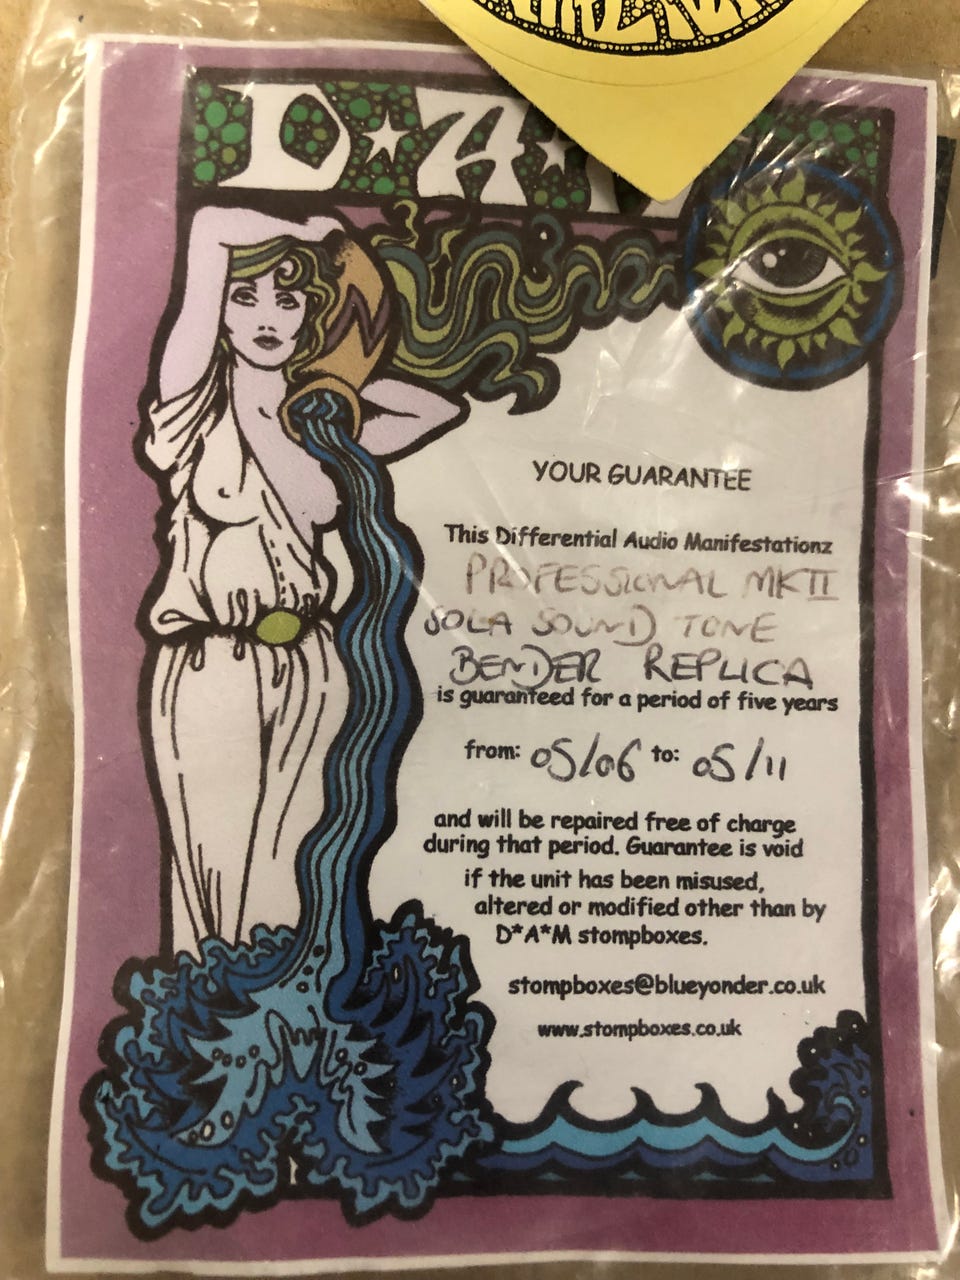 D★A★
YOUR GUARANTEE
This Differential Audio Manifestationz
PROFESSIONAL MKII
SOLA SOUND TONE
BENDER REPLICA
is guaranteed for a period of five years
from: 05/06 to: 05/11
and will be repaired free of charge
during that period. Guarantee is void
if the unit has been misused,
altered or modified other than by
D*A*M stompboxes.
stompboxes@blueyonder.co.uk
www.stompboxes.co.uk